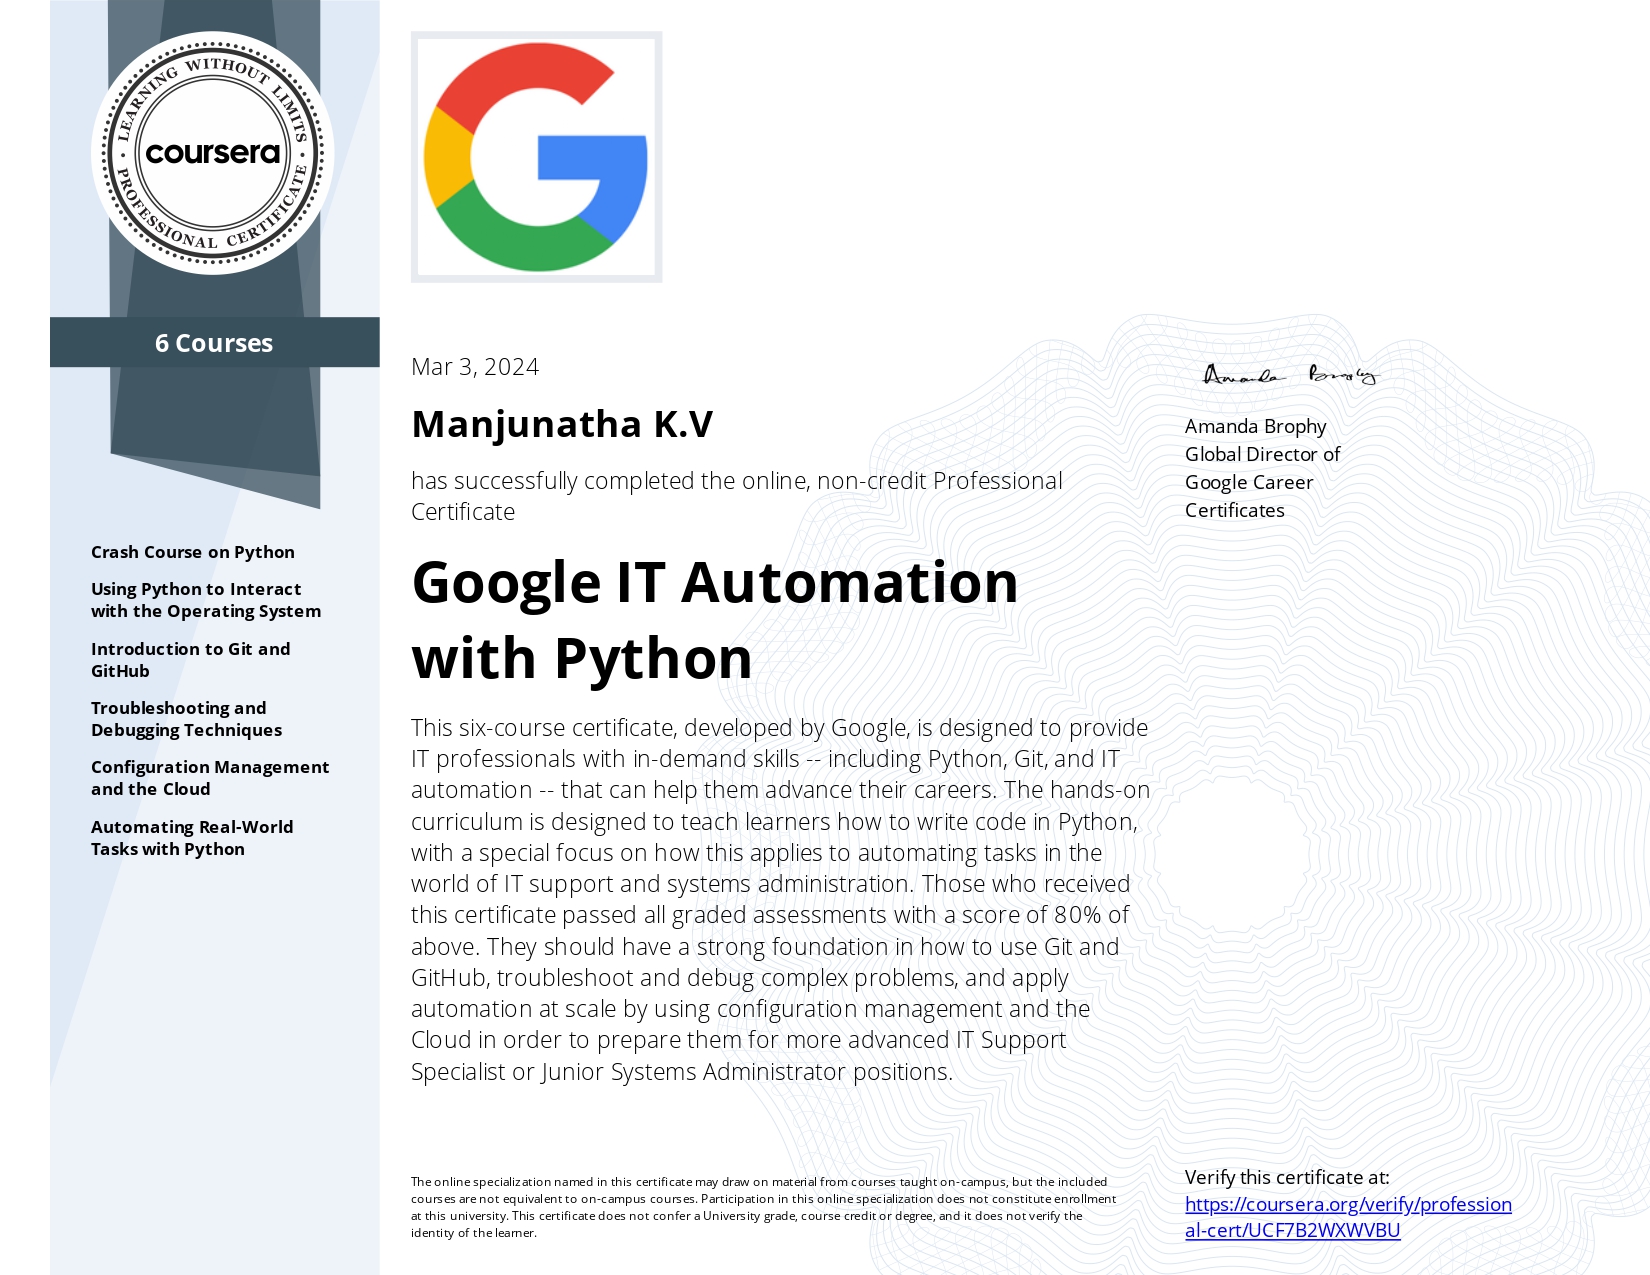 LEARNING WITHOUT LIMITS
coursera
PROFESSIONAL CERTIFICATE
6 Courses
Crash Course on Python
Using Python to Interact
with the Operating System
Introduction to Git and
GitHub
Troubleshooting and
Debugging Techniques
Configuration Management
and the Cloud
Automating Real-World
Tasks with Python
G
Mar 3, 2024
Manjunatha K.V
has successfully completed the online, non-credit Professional
Certificate
Google IT Automation
with Python
This six-course certificate, developed by Google, is designed to provide
IT professionals with in-demand skills -- including Python, Git, and IT
automation -- that can help them advance their careers. The hands-on
curriculum is designed to teach learners how to write code in Python,
with a special focus on how this applies to automating tasks in the
world of IT support and systems administration. Those who received
this certificate passed all graded assessments with a score of 80% of
above. They should have a strong foundation in how to use Git and
GitHub, troubleshoot and debug complex problems, and apply
automation at scale by using configuration management and the
Cloud in order to prepare them for more advanced IT Support
Specialist or Junior Systems Administrator positions.
The online specialization named in this certificate may draw on material from courses taught on-campus, but the included
courses are not equivalent to on-campus courses. Participation in this online specialization does not constitute enrollment
at this university. This certificate does not confer a University grade, course credit or degree, and it does not verify the
identity of the learner.
Amanda Brophy
Amanda Brophy
Global Director of
Google Career
Certificates
Verify this certificate at:
https://coursera.org/verify/profession
al-cert/UCF7B2WXWVBU